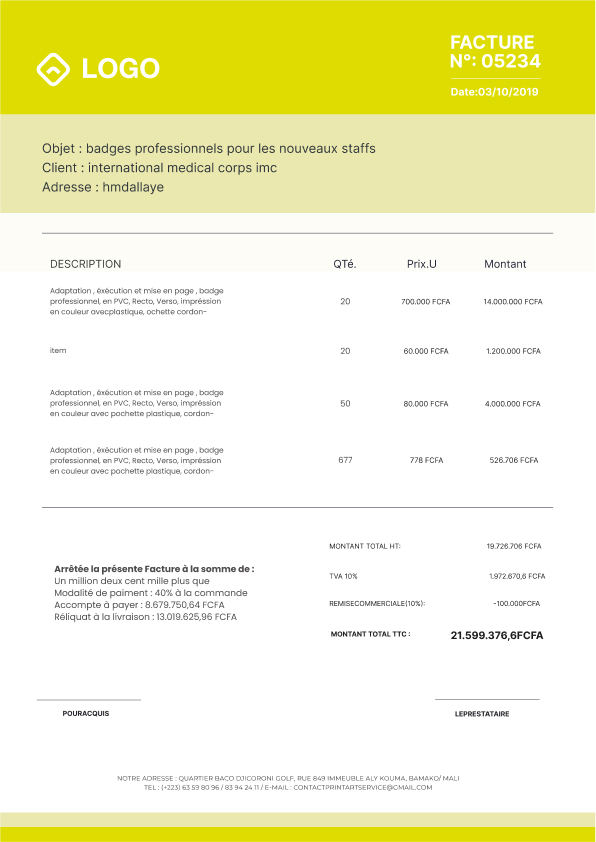 LOGO
FACTURE
N°: 05234
Date:03/10/2019
Objet : badges professionnels pour les nouveaux staffs
Client : international medical corps imc
Adresse : hmdallaye
DESCRIPTION QTé. Prix.U Montant
Adaptation , éxécution et mise en page , badge
professionnel, en PVC, Recto, Verso, impréssion 20 700.000 FCFA 14.000.000 FCFA
en couleur avecplastique, ochette cordon-
item 20 60.000 FCFA 1.200.000 FCFA
Adaptation , éxécution et mise en page , badge
professionnel, en PVC, Recto, Verso, impréssion 50 80.000 FCFA 4.000.000 FCFA
en couleur avec pochette plastique, cordon-
Adaptation , éxécution et mise en page , badge
professionnel, en PVC, Recto, Verso, impréssion 677 778 FCFA 526.706 FCFA
en couleur avec pochette plastique, cordon-
MONTANT TOTAL HT: 19.726.706 FCFA
TVA 10% 1.972.670,6 FCFA
REMISECOMMERCIALE(10%): -100.000FCFA
MONTANT TOTAL TTC : 21.599.376,6FCFA
Arrêtée la présente Facture à la somme de :
Un million deux cent mille plus que
Modalité de paiment : 40% à la commande
Accompte à payer : 8.679.750,64 FCFA
Réliquat à la livraison : 13.019.625,96 FCFA
POURACQUIS LEPRESTATAIRE
NOTRE ADRESSE : QUARTIER BACO DJICORONI GOLF, RUE 849 IMMEUBLE ALY KOUMA, BAMAKO/ MALI
TEL : (+223) 63 59 80 96 / 83 94 24 11 / E-MAIL : CONTACTPRINTARTSERVICE@GMAIL.COM